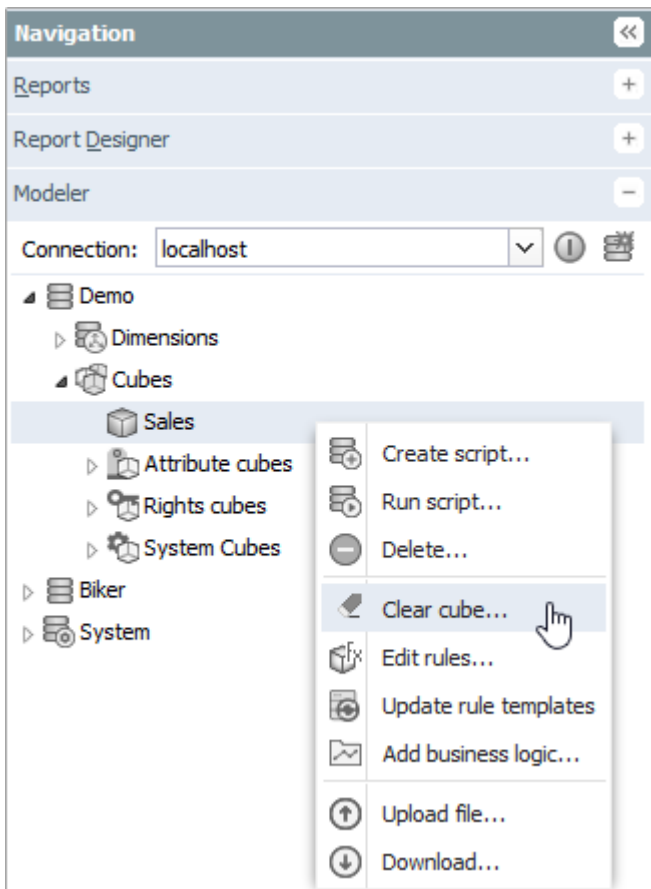 Navigation
Reports
Report Designer
Modeler
Connection: localhost
Demo
Dimensions
Cubes
Sales
Attribute cubes
Rights cubes
System Cubes
Biker
System
Create script...
Run script...
Delete...
Clear cube...
Edit rules...
Update rule templates
Add business logic...
Upload file...
Download...